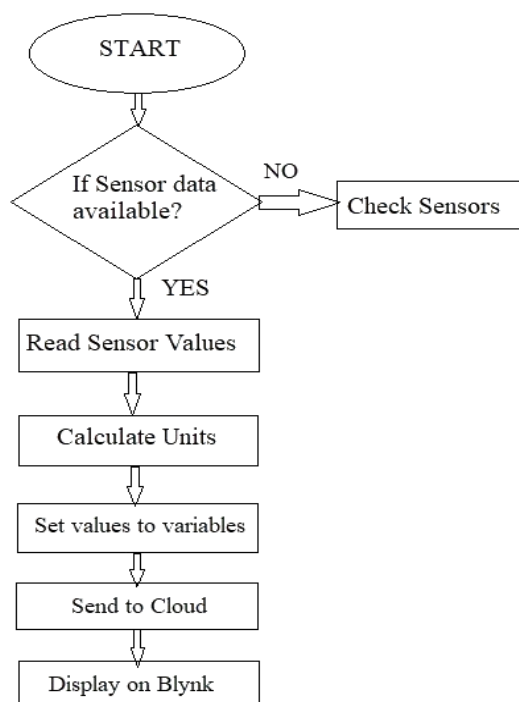 START
If Sensor data
available?
NO
Check Sensors
YES
Read Sensor Values
Calculate Units
Set values to variables
Send to Cloud
Display on Blynk